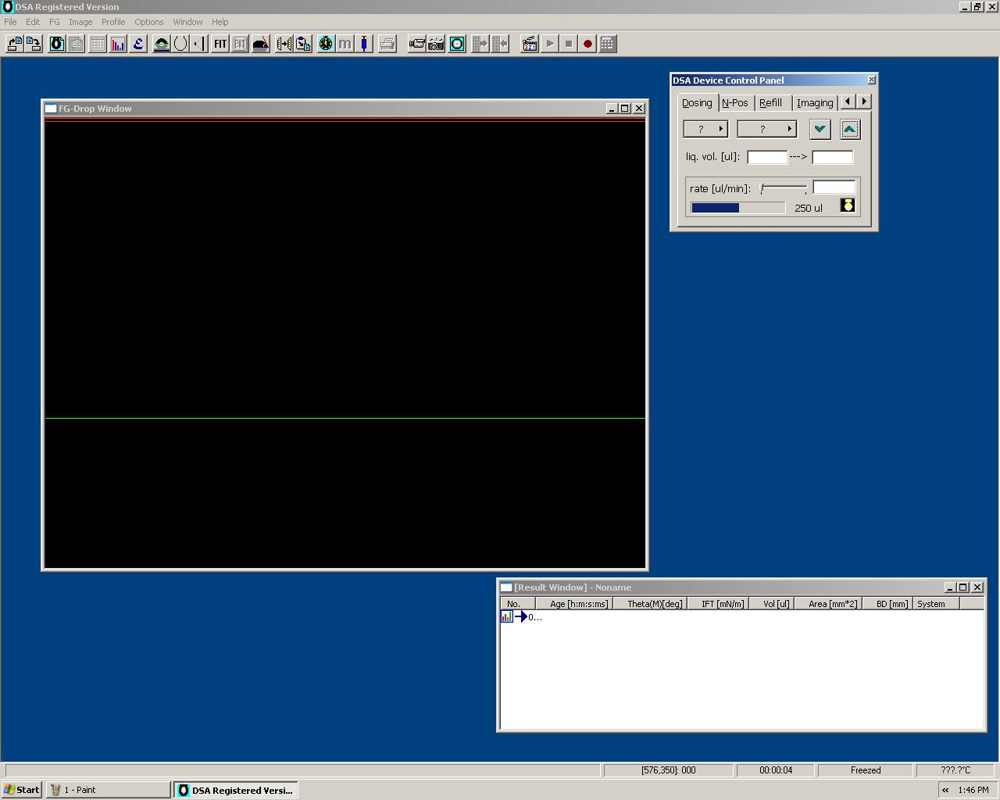 DSA Registered Version
File Edit FG Image Profile Options Window Help
FIT m
DSA Device Control Panel
Dosing N-Pos Refill Imaging
? ?
liq. vol. [ul]: --->
rate [ul/min]:
250 ul
FG-Drop Window
[Result Window] - Noname
No. Age [h:m:s:ms] Theta(M)[deg] IFT [mN/m] Vol [ul] Area [mm*2] BD [mm] System
0...
[576,350]: 000 00:00:04 Freezed ???.?°C
Start 1 - Paint DSA Registered Versi... « 1:46 PM